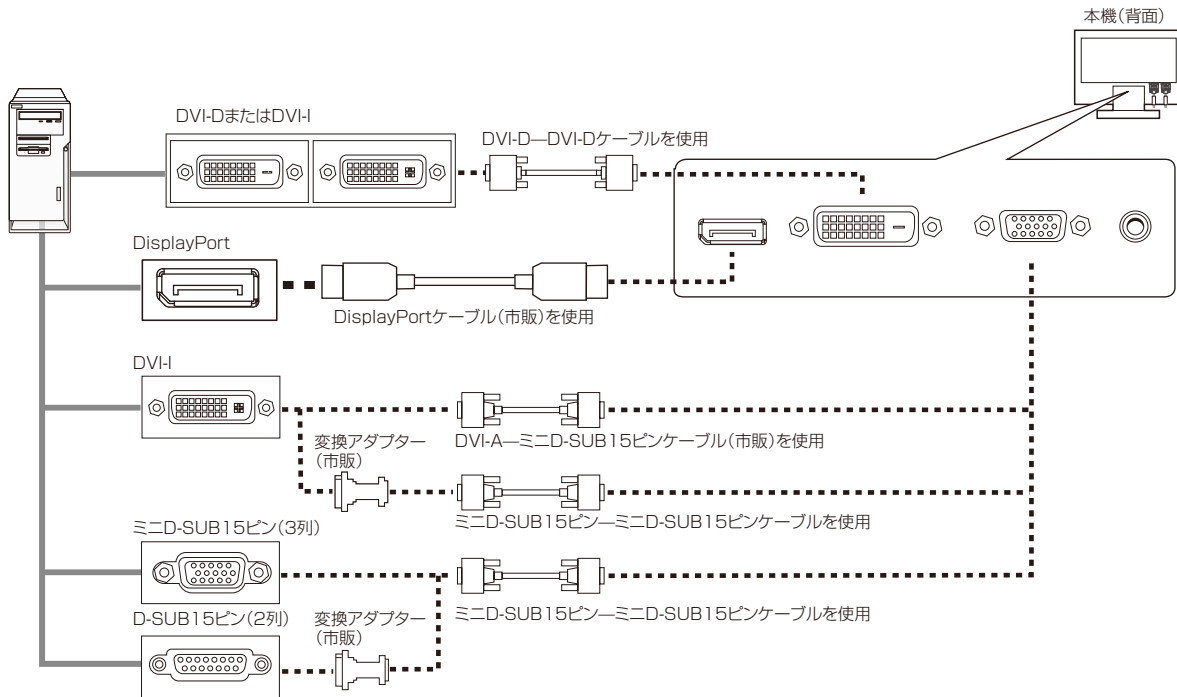 本機(背面)
DVI-DまたはDVI-I
DVI-D―DVI-Dケーブルを使用
DisplayPort
DisplayPortケーブル(市販)を使用
DVI-I
変換アダプター
(市販)
DVI-A―ミニD-SUB15ピンケーブル(市販)を使用
ミニD-SUB15ピン―ミニD-SUB15ピンケーブルを使用
ミニD-SUB15ピン(3列)
D-SUB15ピン(2列)
変換アダプター
(市販)
ミニD-SUB15ピン―ミニD-SUB15ピンケーブルを使用